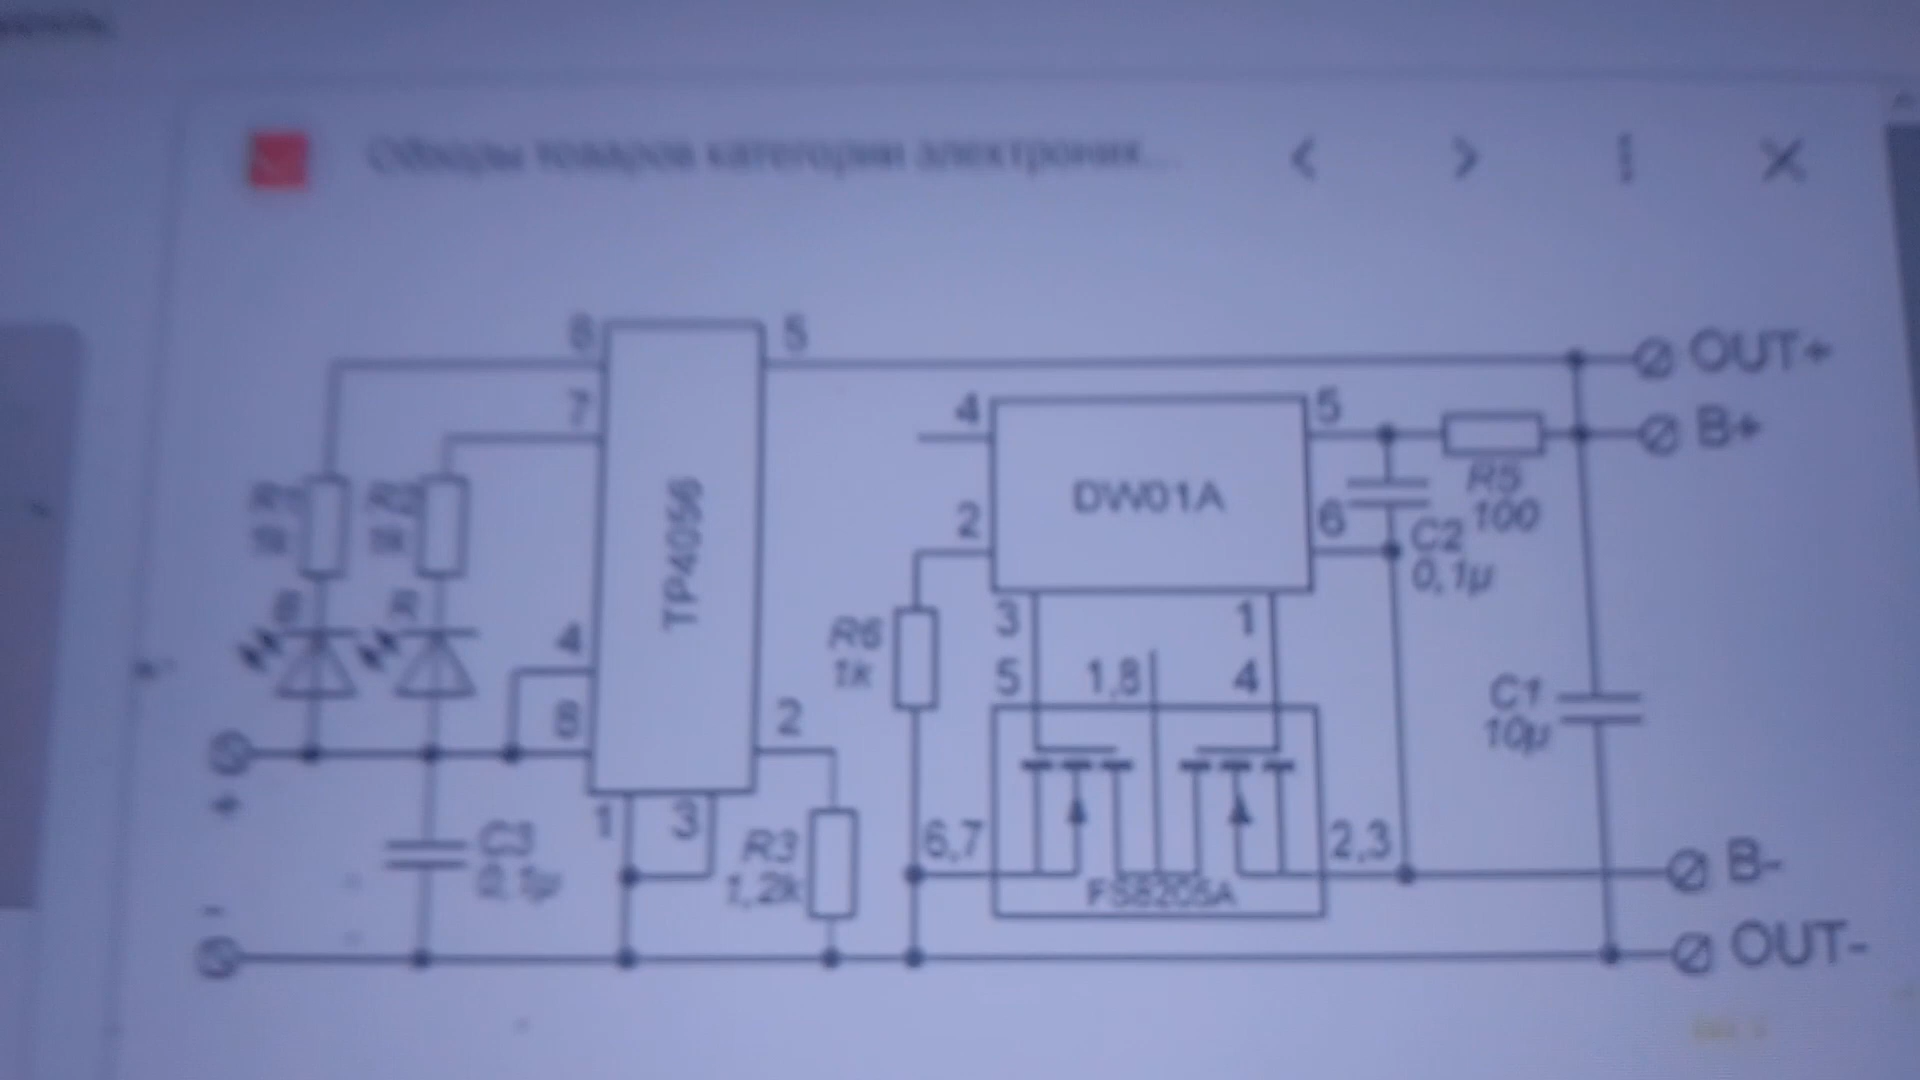 Обзоры товаров категории электроник...
6
5
OUT+
7
4
5
B+
R1
1k
R2
1k
TP4056
DW01A
R5
100
2
6
C2
0,1µ
R6
1k
3
1
4
5
1,8
4
8
2
C1
10µ
+
1
3
C3
0,1µ
R3
1,2k
6,7
2,3
FS8205A
B-
-
OUT-